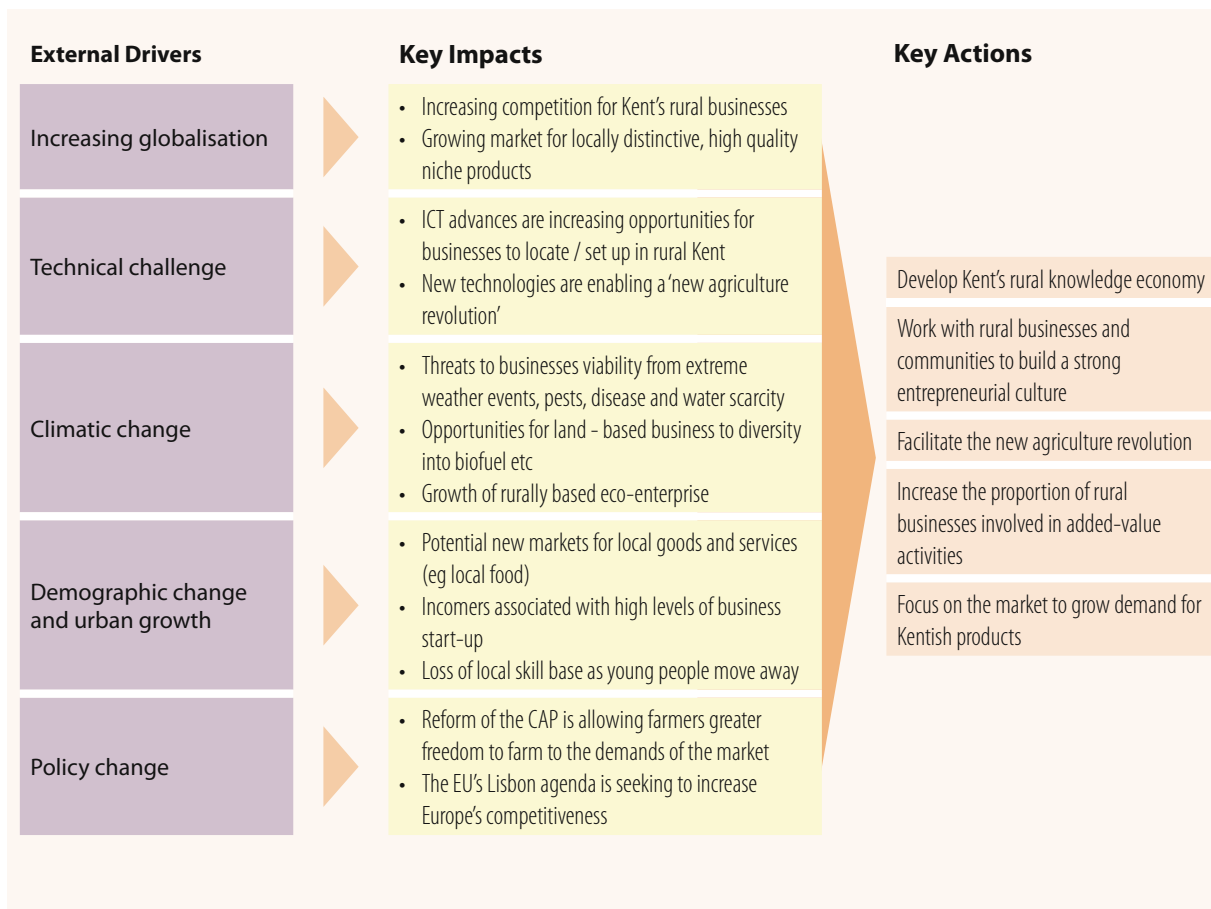 External Drivers
Key Impacts
Key Actions
Increasing globalisation
• Increasing competition for Kent's rural businesses
• Growing market for locally distinctive, high quality
niche products
Technical challenge
• ICT advances are increasing opportunities for
businesses to locate / set up in rural Kent
• New technologies are enabling a 'new agriculture
revolution'
Climatic change
• Threats to businesses viability from extreme
weather events, pests, disease and water scarcity
• Opportunities for land - based business to diversity
into biofuel etc
• Growth of rurally based eco-enterprise
Demographic change
and urban growth
• Potential new markets for local goods and services
(eg local food)
• Incomers associated with high levels of business
start-up
• Loss of local skill base as young people move away
Policy change
• Reform of the CAP is allowing farmers greater
freedom to farm to the demands of the market
• The EU's Lisbon agenda is seeking to increase
Europe's competitiveness
Develop Kent's rural knowledge economy
Work with rural businesses and
communities to build a strong
entrepreneurial culture
Facilitate the new agriculture revolution
Increase the proportion of rural
businesses involved in added-value
activities
Focus on the market to grow demand for
Kentish products